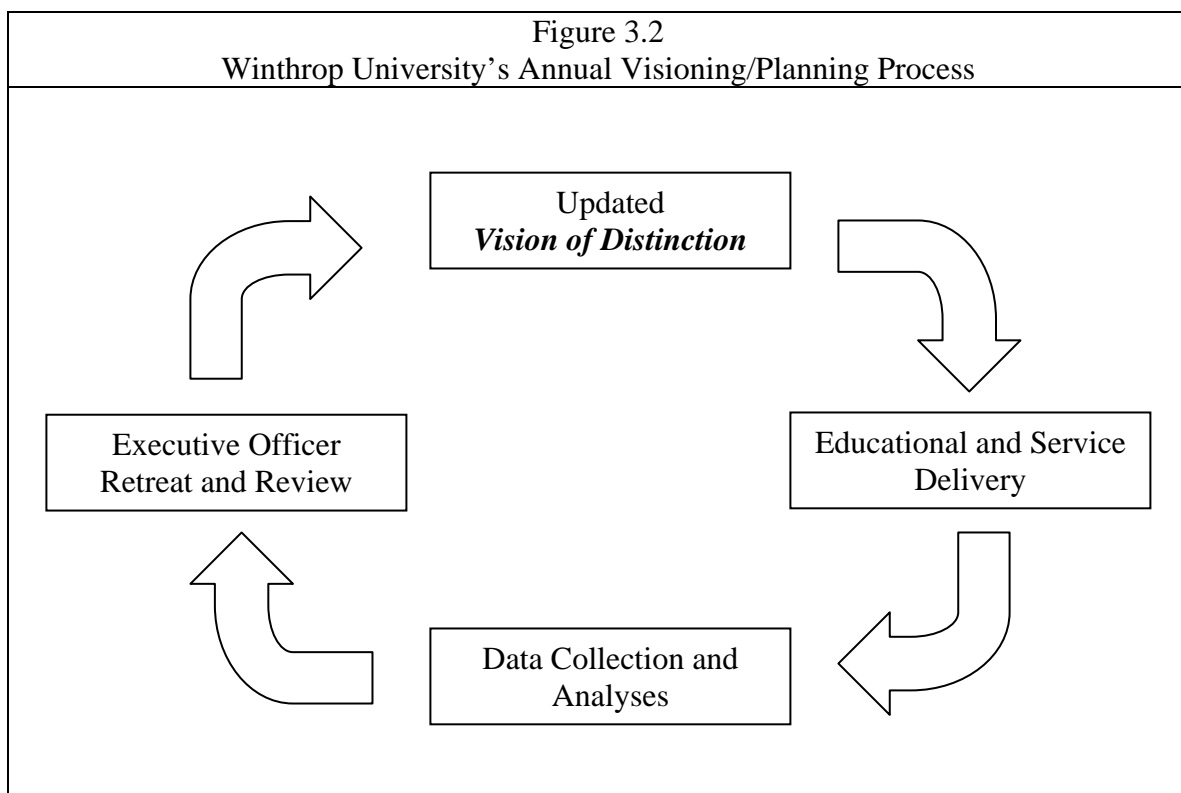 Figure 3.2
Winthrop University’s Annual Visioning/Planning Process
Updated
Vision of Distinction
Executive Officer
Retreat and Review
Educational and Service
Delivery
Data Collection and
Analyses